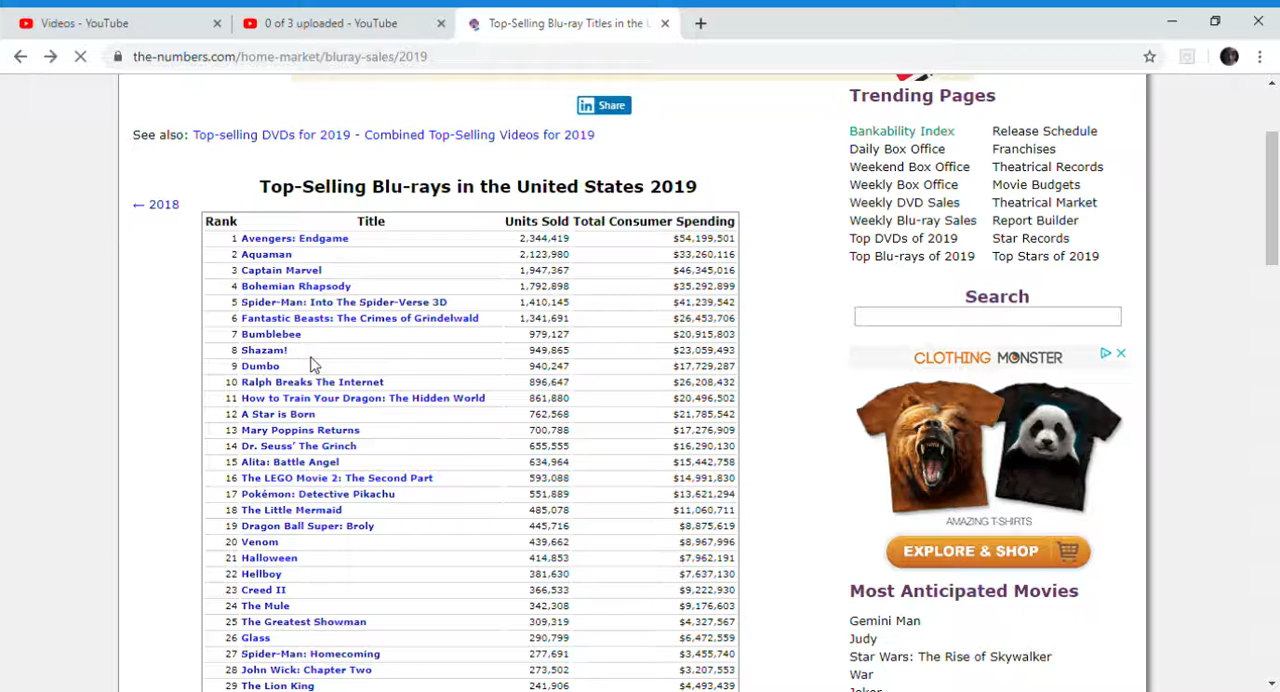 Videos - YouTube
0 of 3 uploaded - YouTube
Top-Selling Blu-ray Titles in the
the-numbers.com/home-market/bluray-sales/2019
in Share
See also: Top-selling DVDs for 2019 - Combined Top-Selling Videos for 2019
Top-Selling Blu-rays in the United States 2019
← 2018
Rank Title Units Sold Total Consumer Spending
1 Avengers: Endgame 2,344,419 $54,199,501
2 Aquaman 2,123,980 $33,260,116
3 Captain Marvel 1,947,367 $46,345,016
4 Bohemian Rhapsody 1,792,898 $35,292,899
5 Spider-Man: Into The Spider-Verse 3D 1,410,145 $41,239,542
6 Fantastic Beasts: The Crimes of Grindelwald 1,341,691 $26,453,706
7 Bumblebee 979,127 $20,915,803
8 Shazam! 949,865 $23,059,493
9 Dumbo 940,247 $17,729,287
10 Ralph Breaks The Internet 896,647 $26,208,432
11 How to Train Your Dragon: The Hidden World 861,880 $20,496,502
12 A Star is Born 762,568 $21,785,542
13 Mary Poppins Returns 700,788 $17,276,909
14 Dr. Seuss' The Grinch 655,555 $16,290,130
15 Alita: Battle Angel 634,964 $15,442,758
16 The LEGO Movie 2: The Second Part 593,088 $14,991,830
17 Pokémon: Detective Pikachu 551,889 $13,621,294
18 The Little Mermaid 485,078 $11,060,711
19 Dragon Ball Super: Broly 445,716 $8,875,619
20 Venom 439,662 $8,967,996
21 Halloween 414,853 $7,962,191
22 Hellboy 381,630 $7,637,130
23 Creed II 366,533 $9,222,930
24 The Mule 342,308 $9,176,603
25 The Greatest Showman 309,319 $4,327,567
26 Glass 290,799 $6,472,559
27 Spider-Man: Homecoming 277,691 $3,455,740
28 John Wick: Chapter Two 273,502 $3,207,553
29 The Lion King 241,906 $4,493,439
Trending Pages
Bankability Index Release Schedule
Daily Box Office Franchises
Weekend Box Office Theatrical Records
Weekly Box Office Movie Budgets
Weekly DVD Sales Theatrical Market
Weekly Blu-ray Sales Report Builder
Top DVDs of 2019 Star Records
Top Blu-rays of 2019 Top Stars of 2019
Search
CLOTHING MONSTER
AMAZING T-SHIRTS
EXPLORE & SHOP
Most Anticipated Movies
Gemini Man
Judy
Star Wars: The Rise of Skywalker
War
Joker